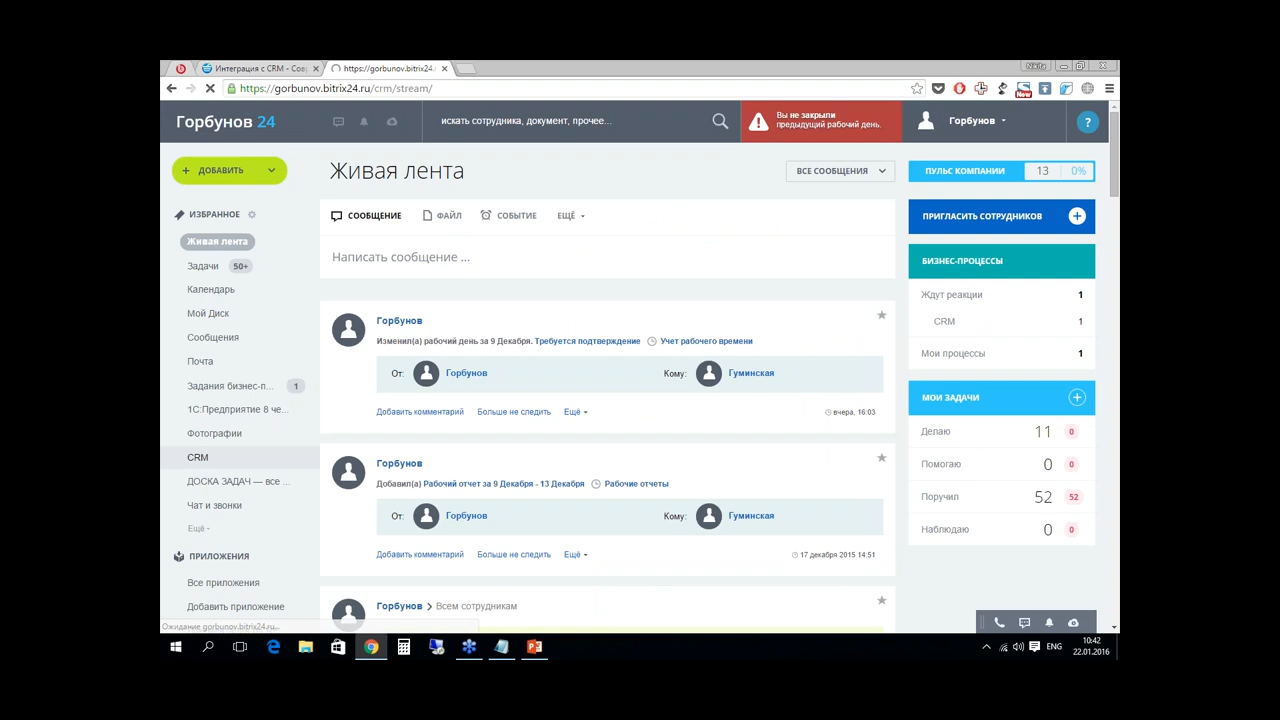 Интеграция с CRM - Сов
https://gorbunov.bitrix24.ru/
Nikita
https://gorbunov.bitrix24.ru/crm/stream/
New
Горбунов 24
искать сотрудника, документ, прочее...
Вы не закрыли
предыдущий рабочий день.
Горбунов
?
+ ДОБАВИТЬ
Живая лента
ВСЕ СООБЩЕНИЯ
ПУЛЬС КОМПАНИИ 13 0%
ИЗБРАННОЕ
СООБЩЕНИЕ ФАЙЛ СОБЫТИЕ ЕЩЁ
ПРИГЛАСИТЬ СОТРУДНИКОВ
Живая лента
Написать сообщение ...
БИЗНЕС-ПРОЦЕССЫ
Задачи 50+
Календарь
Ждут реакции 1
Мой Диск
CRM 1
Сообщения
Мои процессы 1
Почта
Задания бизнес-п... 1
1С:Предприятие 8 че...
Фотографии
CRM
ДОСКА ЗАДАЧ — все ...
Чат и звонки
Ещё
ПРИЛОЖЕНИЯ
Все приложения
Добавить приложение
Горбунов
Изменил(а) рабочий день за 9 Декабря. Требуется подтверждение Учет рабочего времени
От: Горбунов Кому: Гуминская
Добавить комментарий Больше не следить Ещё вчера, 16:03
Горбунов
Добавил(а) Рабочий отчет за 9 Декабря - 13 Декабря Рабочие отчеты
От: Горбунов Кому: Гуминская
Добавить комментарий Больше не следить Ещё 17 декабря 2015 14:51
Горбунов Всем сотрудникам
МОИ ЗАДАЧИ
Делаю 11 0
Помогаю 0 0
Поручил 52 52
Наблюдаю 0 0
Ожидание gorbunov.bitrix24.ru...
ENG
10:42
22.01.2016